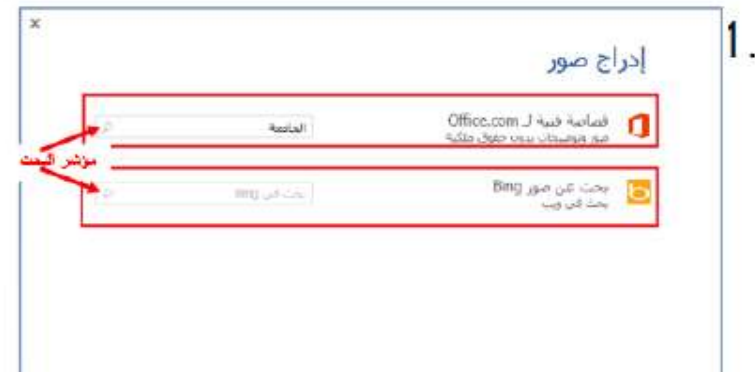 1.
إدراج صور
قصاصة فنية لـ Office.com
صور وتوضيحات بدون حقوق ملكية
الجامعة
مؤشر البحث
بحث عن صور Bing
بحث في ويب
بحث في Bing